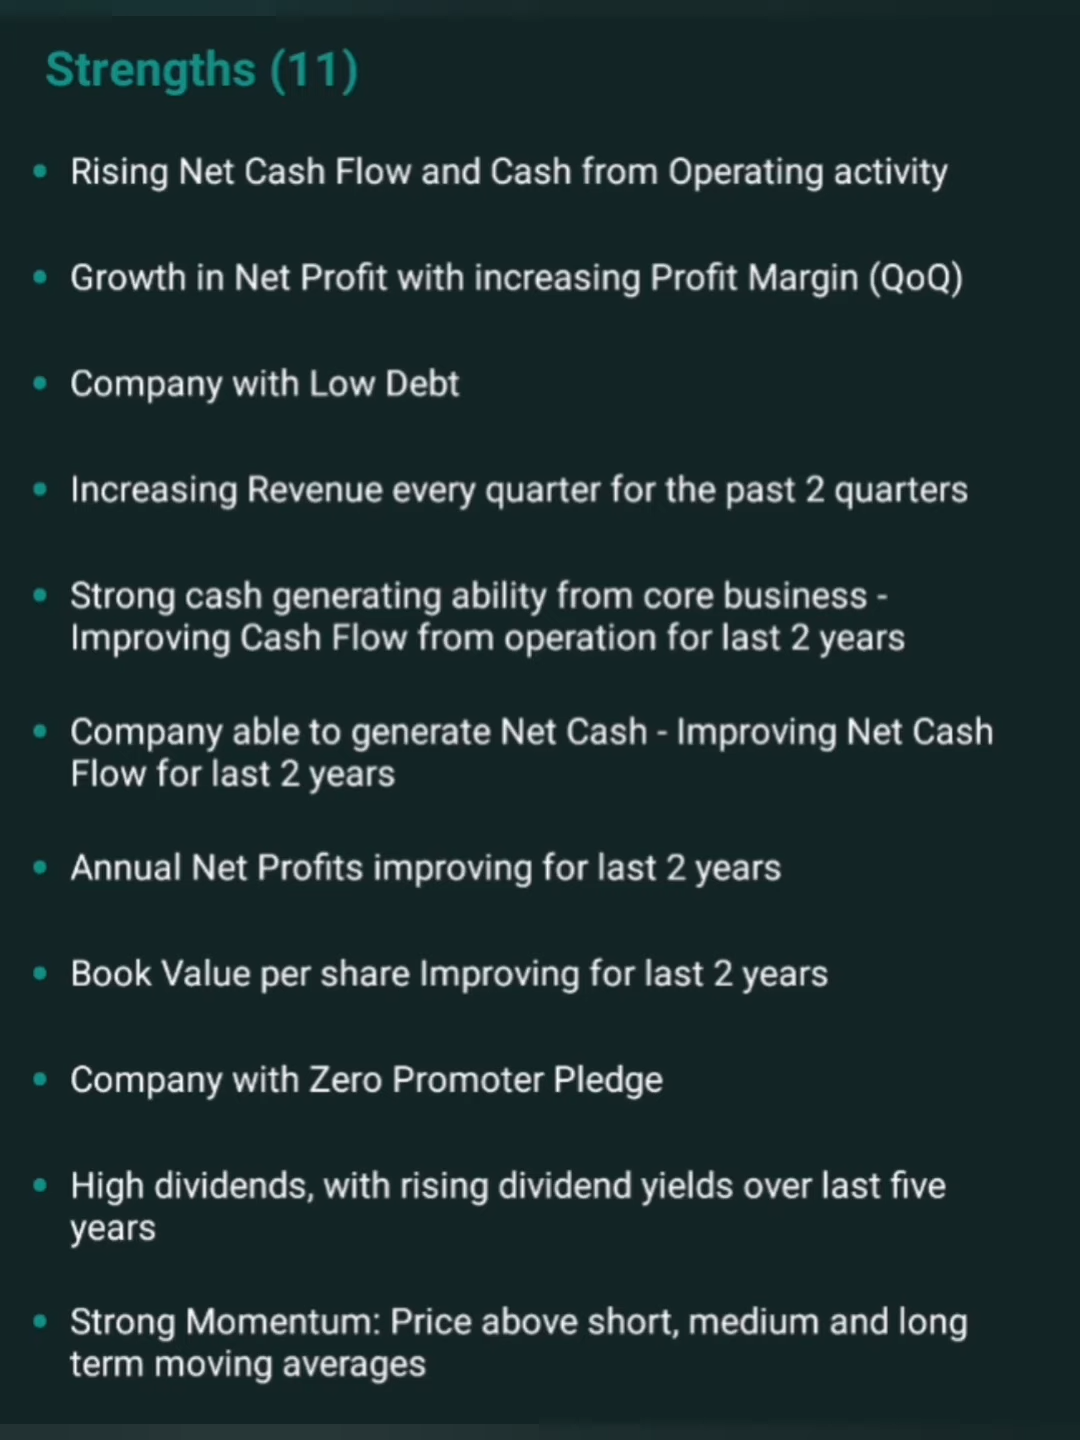 Strengths (11)
• Rising Net Cash Flow and Cash from Operating activity
• Growth in Net Profit with increasing Profit Margin (QoQ)
• Company with Low Debt
• Increasing Revenue every quarter for the past 2 quarters
• Strong cash generating ability from core business -
Improving Cash Flow from operation for last 2 years
• Company able to generate Net Cash - Improving Net Cash
Flow for last 2 years
• Annual Net Profits improving for last 2 years
• Book Value per share Improving for last 2 years
• Company with Zero Promoter Pledge
• High dividends, with rising dividend yields over last five
years
• Strong Momentum: Price above short, medium and long
term moving averages